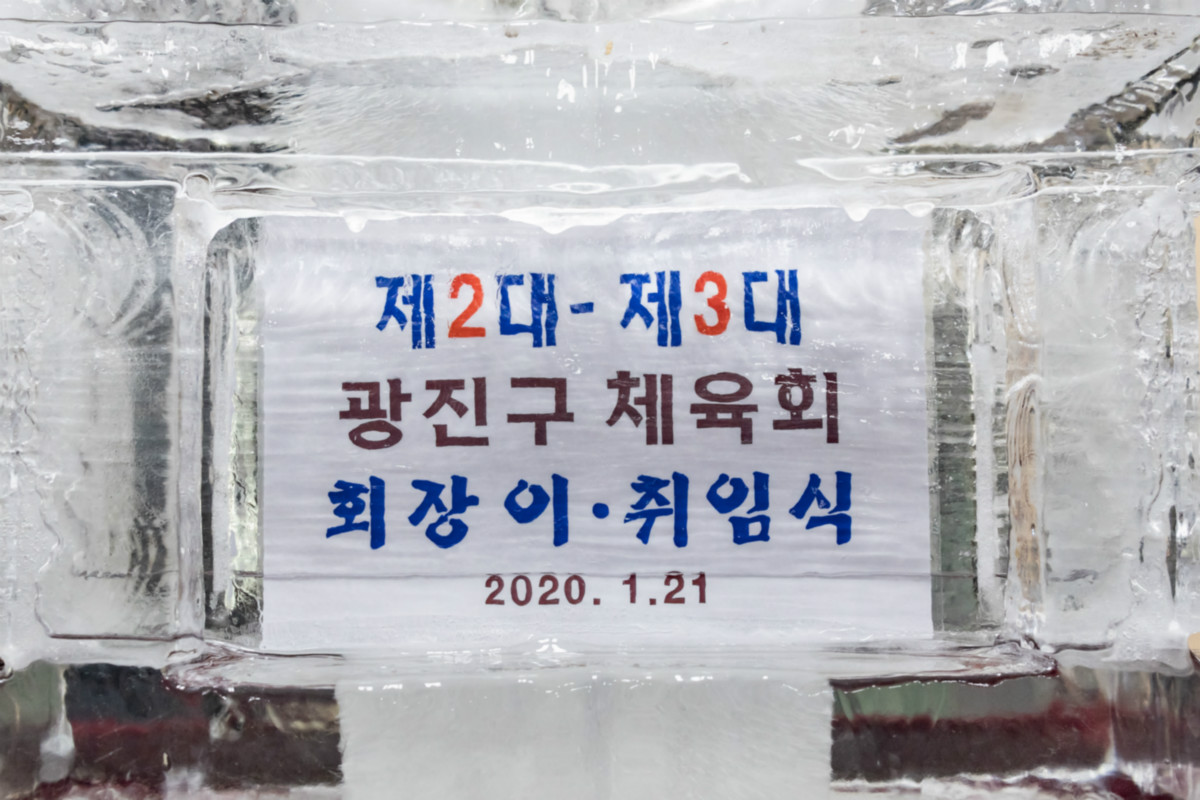 제2대- 제3대
광진구 체육회
회장 이·취임식
2020. 1.21